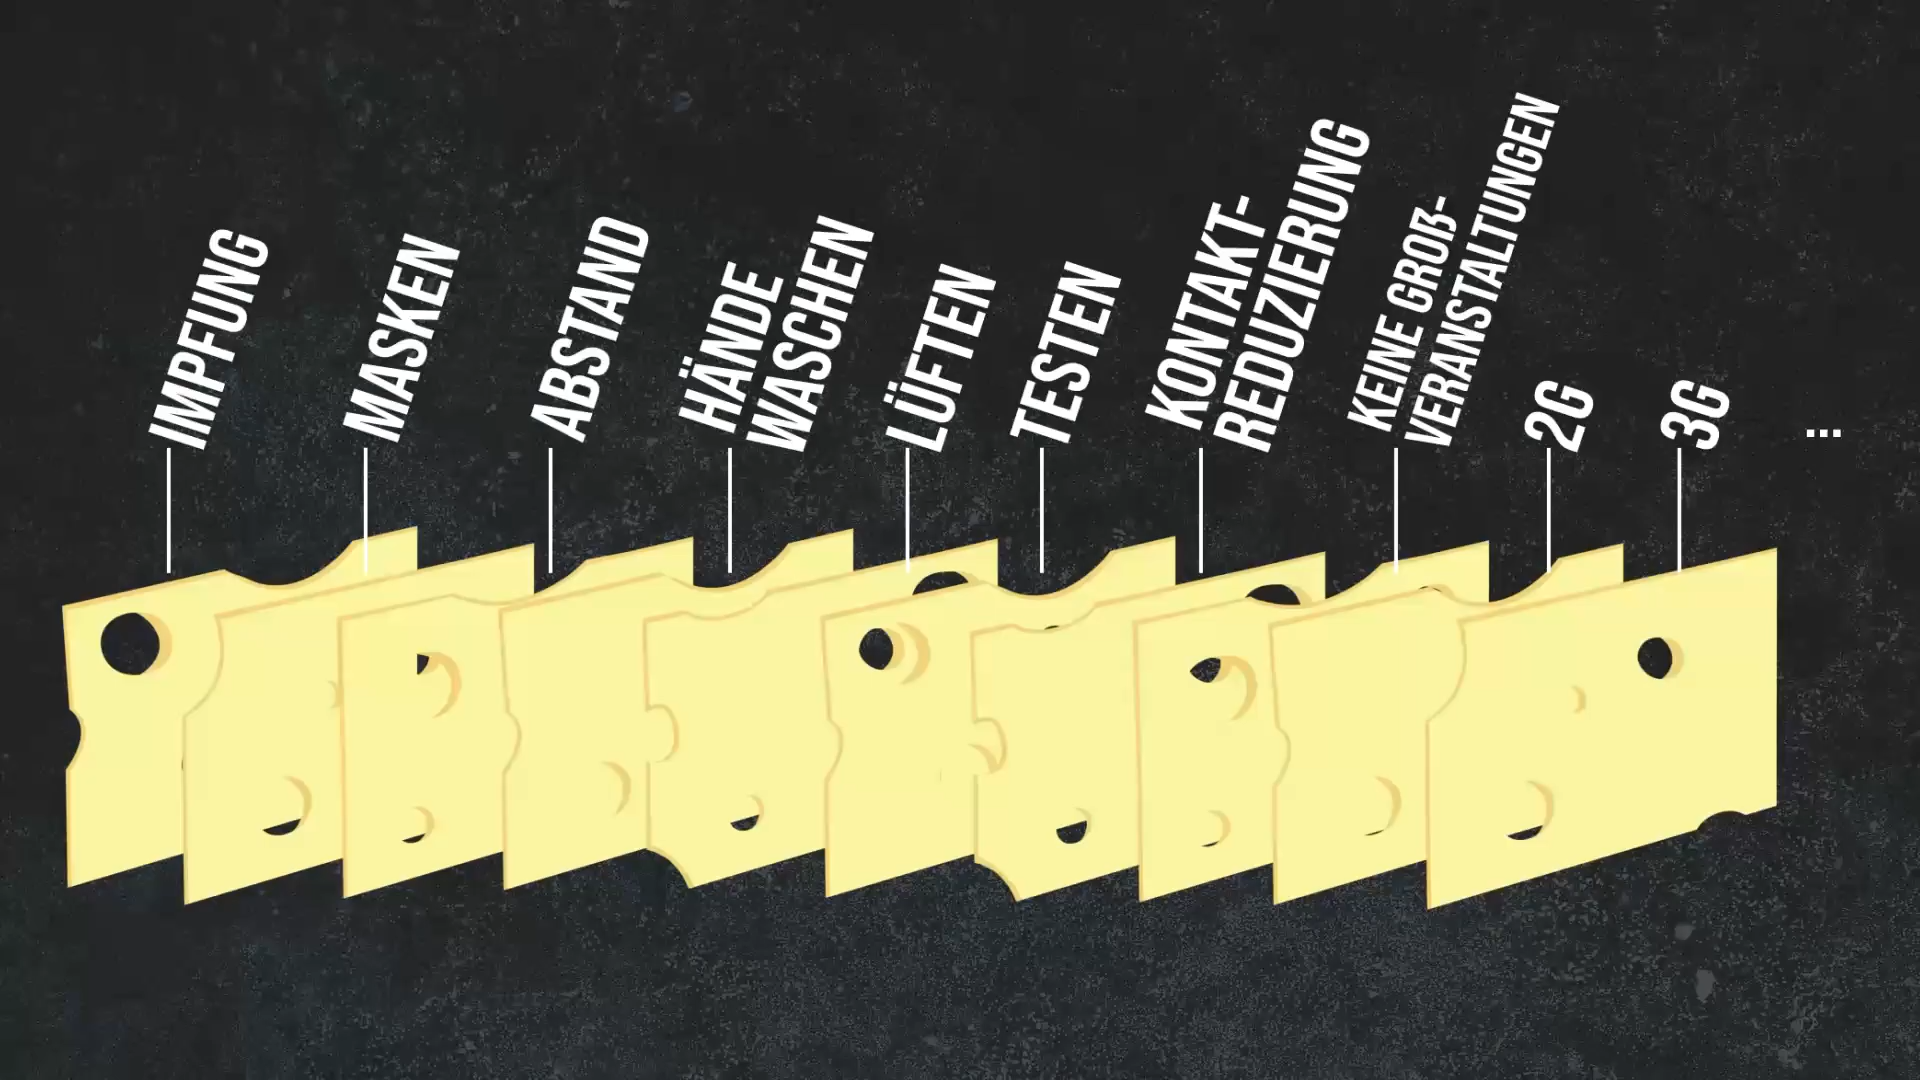 IMPFUNG
MASKEN
ABSTAND
HÄNDE
WASCHEN
LÜFTEN
TESTEN
KONTAKT-
REDUZIERUNG
KEINE GROß-
VERANSTALTUNGEN
2G
3G
...